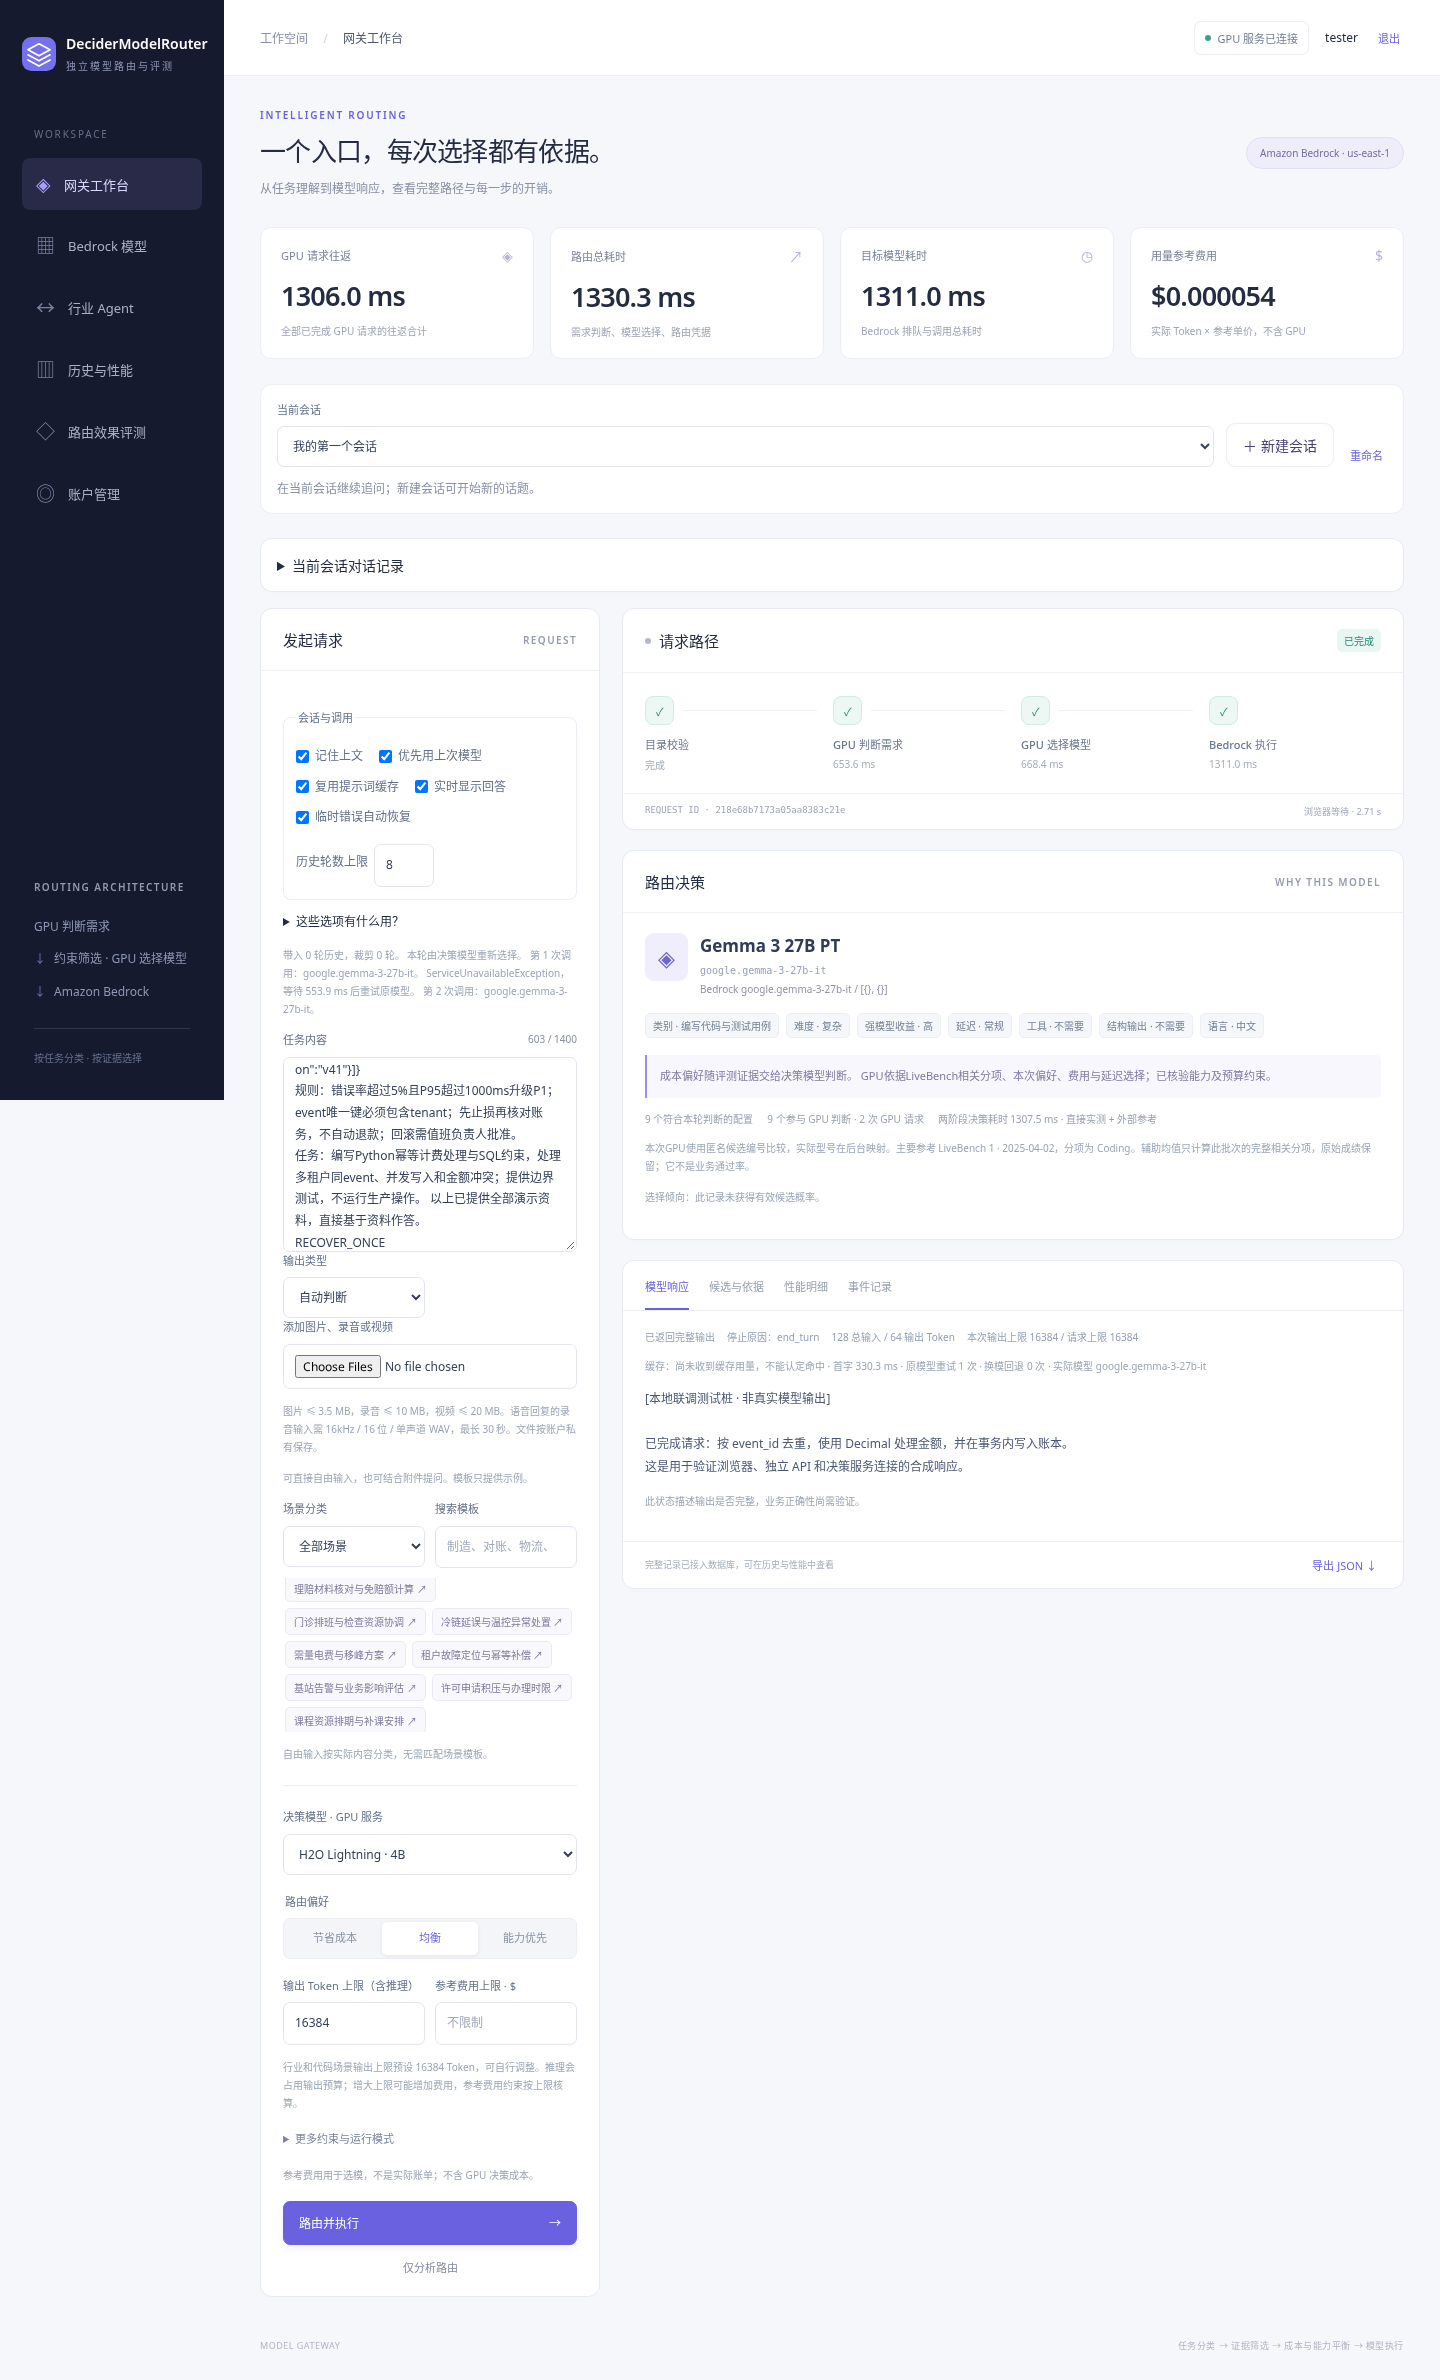 DeciderModelRouter
独立模型路由与评测
WORKSPACE
网关工作台
Bedrock 模型
行业 Agent
历史与性能
路由效果评测
账户管理
ROUTING ARCHITECTURE
GPU 判断需求
↓ 约束筛选 · GPU 选择模型
↓ Amazon Bedrock
按任务分类 · 按证据选择
工作空间 / 网关工作台
GPU 服务已连接
tester
退出
INTELLIGENT ROUTING
一个入口，每次选择都有依据。
从任务理解到模型响应，查看完整路径与每一步的开销。
Amazon Bedrock · us-east-1
GPU 请求往返
1306.0 ms
全部已完成 GPU 请求的往返合计
路由总耗时
1330.3 ms
需求判断、模型选择、路由凭据
目标模型耗时
1311.0 ms
Bedrock 排队与调用总耗时
用量参考费用 $
$0.000054
实际 Token × 参考单价，不含 GPU
当前会话
我的第一个会话
＋ 新建会话
重命名
在当前会话继续追问；新建会话可开始新的话题。
当前会话对话记录
发起请求 REQUEST
会话与调用
记住上文 优先用上次模型
复用提示词缓存 实时显示回答
临时错误自动恢复
历史轮数上限 8
这些选项有什么用？
带入 0 轮历史，裁剪 0 轮。 本轮由决策模型重新选择。 第 1 次调
用：google.gemma-3-27b-it。 ServiceUnavailableException，
等待 553.9 ms 后重试原模型。 第 2 次调用：google.gemma-3-
27b-it。
任务内容 603 / 1400
on":"v41"}]}
规则：错误率超过5%且P95超过1000ms升级P1；
event唯一键必须包含tenant；先止损再核对账
务，不自动退款；回滚需值班负责人批准。
任务：编写Python幂等计费处理与SQL约束，处理
多租户同event、并发写入和金额冲突；提供边界
测试，不运行生产操作。 以上已提供全部演示资
料，直接基于资料作答。
RECOVER_ONCE
输出类型
自动判断
添加图片、录音或视频
Choose Files No file chosen
图片 ≤ 3.5 MB，录音 ≤ 10 MB，视频 ≤ 20 MB。语音回复的录
音输入需 16kHz / 16 位 / 单声道 WAV，最长 30 秒。文件按账户私
有保存。
可直接自由输入，也可结合附件提问。模板只提供示例。
场景分类 搜索模板
全部场景 制造、对账、物流、
理赔材料核对与免赔额计算 ↗
门诊排班与检查资源协调 ↗ 冷链延误与温控异常处置 ↗
需量电费与移峰方案 ↗ 租户故障定位与幂等补偿 ↗
基站告警与业务影响评估 ↗ 许可申请积压与办理时限 ↗
课程资源排期与补课安排 ↗
自由输入按实际内容分类，无需匹配场景模板。
决策模型 · GPU 服务
H2O Lightning · 4B
路由偏好
节省成本 均衡 能力优先
输出 Token 上限（含推理） 参考费用上限 · $
16384 不限制
行业和代码场景输出上限预设 16384 Token，可自行调整。推理会
占用输出预算；增大上限可能增加费用，参考费用约束按上限核
算。
更多约束与运行模式
参考费用用于选模，不是实际账单；不含 GPU 决策成本。
路由并执行 →
仅分析路由
请求路径 已完成
目录校验
完成
GPU 判断需求
653.6 ms
GPU 选择模型
668.4 ms
Bedrock 执行
1311.0 ms
REQUEST ID · 218e68b7173a05aa8383c21e 浏览器等待 · 2.71 s
路由决策 WHY THIS MODEL
Gemma 3 27B PT
google.gemma-3-27b-it
Bedrock google.gemma-3-27b-it / [{}, {}]
类别 · 编写代码与测试用例 难度 · 复杂 强模型收益 · 高 延迟 · 常规 工具 · 不需要 结构输出 · 不需要 语言 · 中文
成本偏好随评测证据交给决策模型判断。 GPU依据LiveBench相关分项、本次偏好、费用与延迟选择；已核验能力及预算约束。
9 个符合本轮判断的配置 9 个参与 GPU 判断 · 2 次 GPU 请求 两阶段决策耗时 1307.5 ms · 直接实测 + 外部参考
本次GPU使用匿名候选编号比较，实际型号在后台映射。主要参考 LiveBench 1 · 2025-04-02，分项为 Coding。辅助均值只计算此批次的完整相关分项，原始成绩保
留；它不是业务通过率。
选择倾向：此记录未获得有效候选概率。
模型响应 候选与依据 性能明细 事件记录
已返回完整输出 停止原因：end_turn 128 总输入 / 64 输出 Token 本次输出上限 16384 / 请求上限 16384
缓存：尚未收到缓存用量，不能认定命中 · 首字 330.3 ms · 原模型重试 1 次 · 换模回退 0 次 · 实际模型 google.gemma-3-27b-it
[本地联调测试桩 · 非真实模型输出]
已完成请求：按 event_id 去重，使用 Decimal 处理金额，并在事务内写入账本。
这是用于验证浏览器、独立 API 和决策服务连接的合成响应。
此状态描述输出是否完整，业务正确性尚需验证。
完整记录已接入数据库，可在历史与性能中查看 导出 JSON ↓
MODEL GATEWAY
任务分类 → 证据筛选 → 成本与能力平衡 → 模型执行